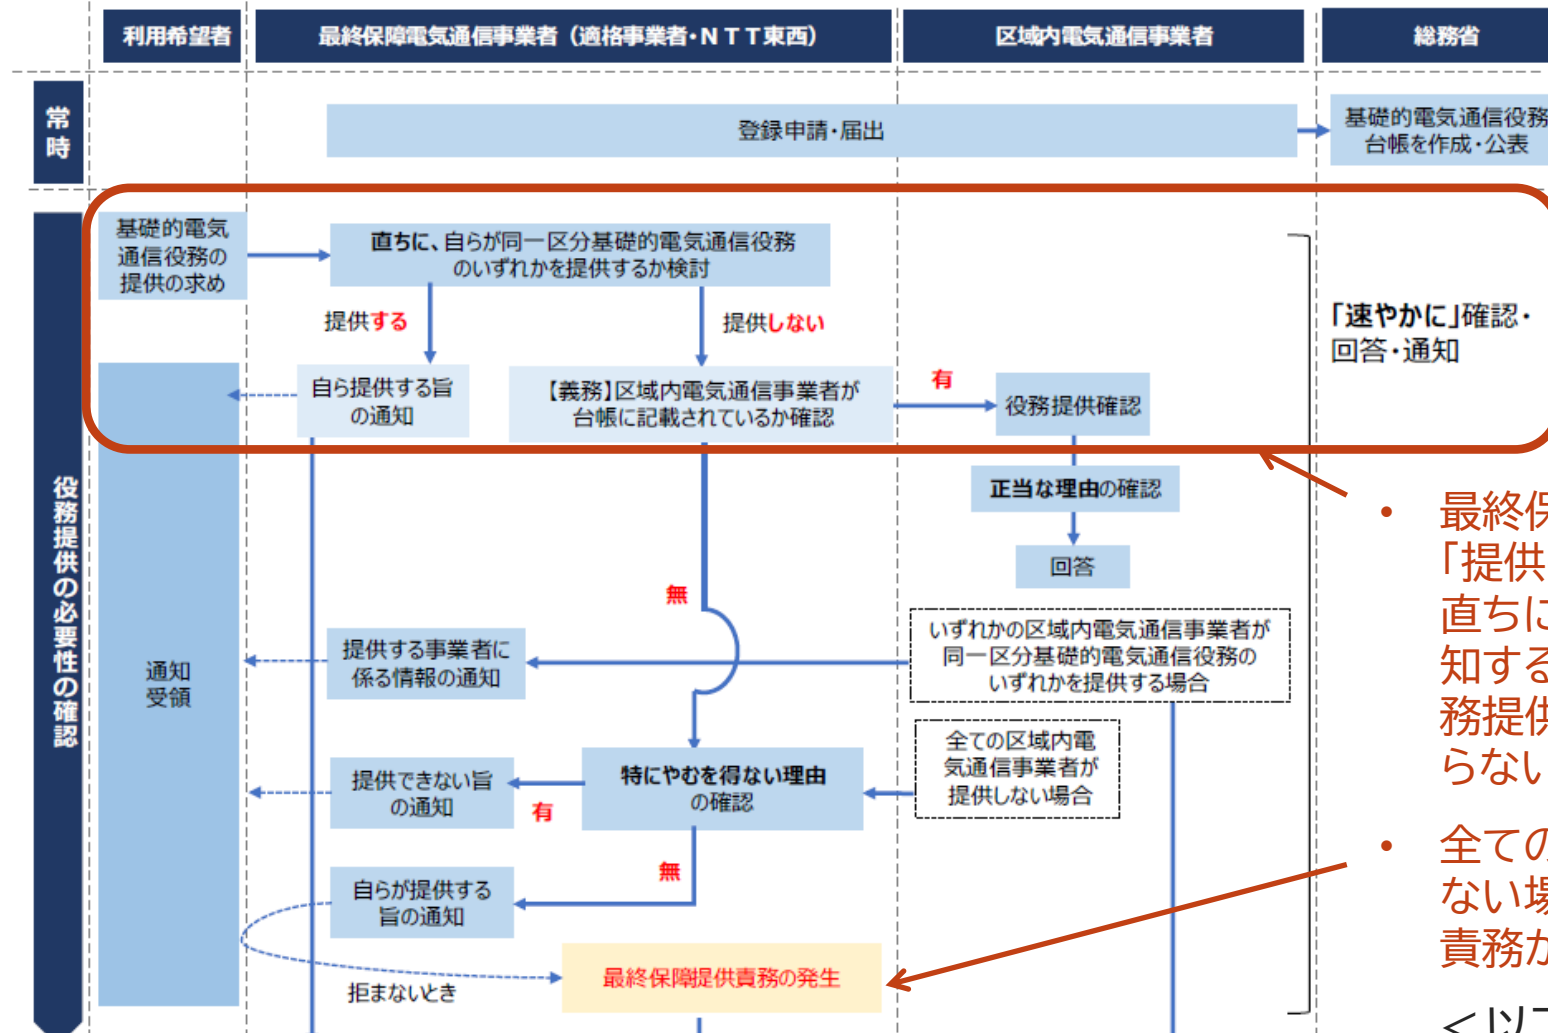 利用希望者
最終保障電気通信事業者（適格事業者・NTT東西）
区域内電気通信事業者
総務省
常時
登録申請・届出
基礎的電気通信役務
台帳を作成・公表
役務提供の必要性の確認
基礎的電気
通信役務の
提供の求め
直ちに、自らが同一区分基礎的電気通信役務
のいずれかを提供するか検討
提供する
提供しない
「速やかに」確認・
回答・通知
自ら提供する旨
の通知
【義務】区域内電気通信事業者が
台帳に記載されているか確認
有
役務提供確認
正当な理由の確認
回答
無
通知
受領
提供する事業者に
係る情報の通知
いずれかの区域内電気通信事業者が
同一区分基礎的電気通信役務の
いずれかを提供する場合
全ての区域内電
気通信事業者が
提供しない場合
特にやむを得ない理由
の確認
提供できない旨
の通知
有
無
自らが提供する
旨の通知
最終保障提供責務の発生
拒まないとき
• 最終保
「提供
直ちに
知する
務提供
らない
• 全ての
ない場
責務が
＜以下